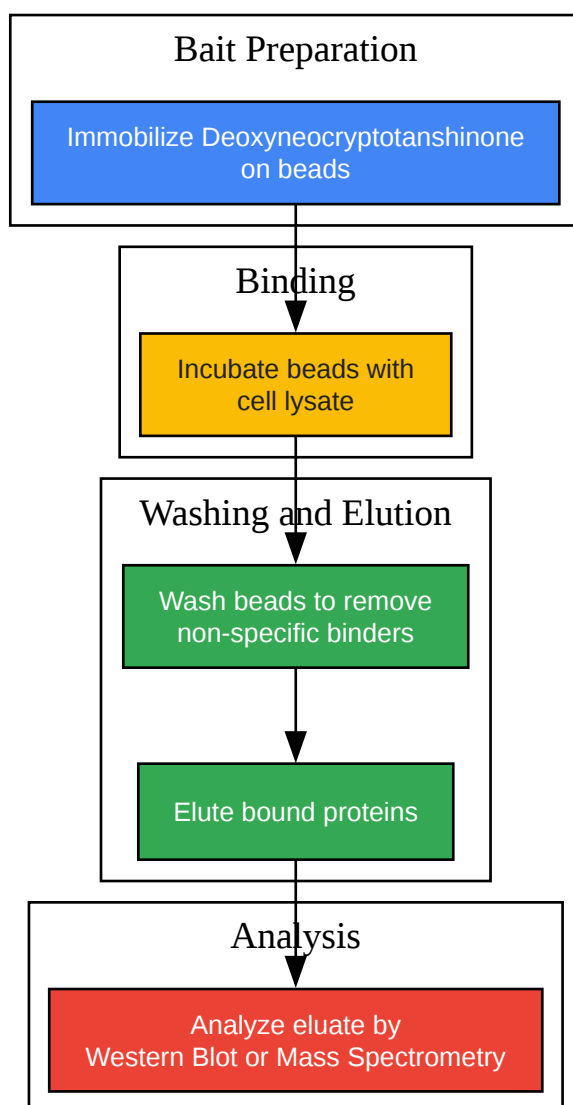 Bait Preparation
Immobilize Deoxyneocryptotanshinone
on beads
Binding
Incubate beads with
cell lysate
Washing and Elution
Wash beads to remove
non-specific binders
Elute bound proteins
Analysis
Analyze eluate by
Western Blot or Mass Spectrometry